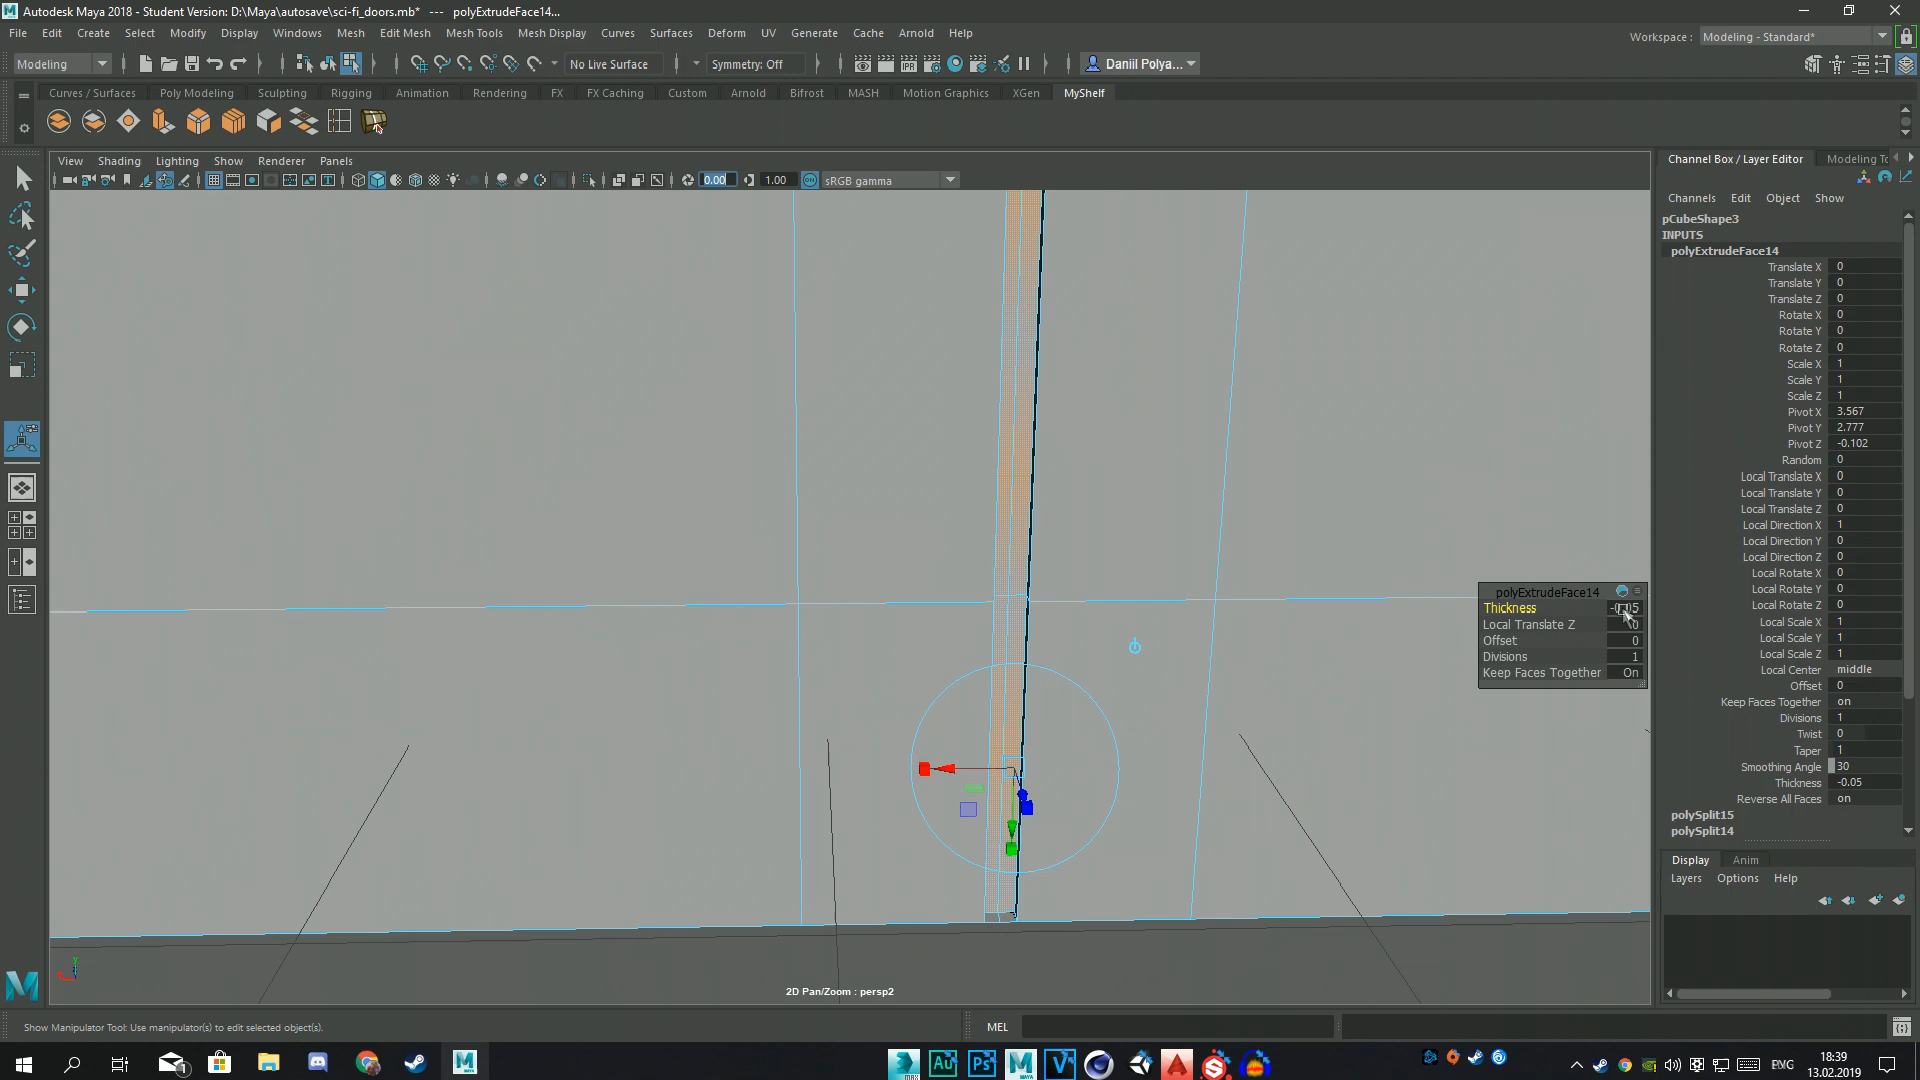 Autodesk Maya 2018 - Student Version: D:\Maya\autosave\sci-fi_doors.mb* --- polyExtrudeFace14...
File Edit Create Select Modify Display Windows Mesh Edit Mesh Mesh Tools Mesh Display Curves Surfaces Deform UV Generate Cache Arnold Help
Workspace : Modeling - Standard*
Modeling No Live Surface Symmetry: Off IPR Daniil Polya...
Curves / Surfaces Poly Modeling Sculpting Rigging Animation Rendering FX FX Caching Custom Arnold Bifrost MASH Motion Graphics XGen MyShelf
View Shading Lighting Show Renderer Panels
0.00 1.00 sRGB gamma
Channel Box / Layer Editor
Channels Edit Object Show
pCubeShape3
INPUTS
polyExtrudeFace14
Translate X 0
Translate Y 0
Translate Z 0
Rotate X 0
Rotate Y 0
Rotate Z 0
Scale X 1
Scale Y 1
Scale Z 1
Pivot X 3.567
Pivot Y 2.777
Pivot Z -0.102
Random 0
Local Translate X 0
Local Translate Y 0
Local Translate Z 0
Local Direction X 1
Local Direction Y 0
Local Direction Z 0
Local Rotate X 0
Local Rotate Y 0
Local Rotate Z 0
Local Scale X 1
Local Scale Y 1
Local Scale Z 1
Local Center middle
Offset 0
Keep Faces Together on
Divisions 1
Twist 0
Taper 1
Smoothing Angle 30
Thickness -0.05
Reverse All Faces on
polySplit15
polySplit14
polyExtrudeFace14
Thickness -0.05
Local Translate Z 0
Offset 0
Divisions 1
Keep Faces Together On
Display Anim
Layers Options Help
2D Pan/Zoom : persp2
Show Manipulator Tool: Use manipulator(s) to edit selected object(s).
MEL
18:39
13.02.2019